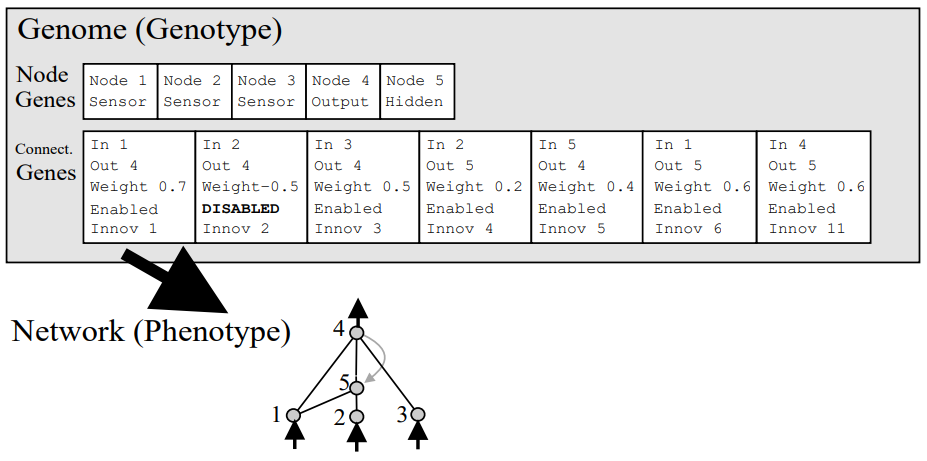 Genome (Genotype)
Node Genes
Node 1 Sensor
Node 2 Sensor
Node 3 Sensor
Node 4 Output
Node 5 Hidden
Connect. Genes
In 1
Out 4
Weight 0.7
Enabled
Innov 1
In 2
Out 4
Weight-0.5
DISABLED
Innov 2
In 3
Out 4
Weight 0.5
Enabled
Innov 3
In 2
Out 5
Weight 0.2
Enabled
Innov 4
In 5
Out 4
Weight 0.4
Enabled
Innov 5
In 1
Out 5
Weight 0.6
Enabled
Innov 6
In 4
Out 5
Weight 0.6
Enabled
Innov 11
Network (Phenotype)
4
5
1
2
3